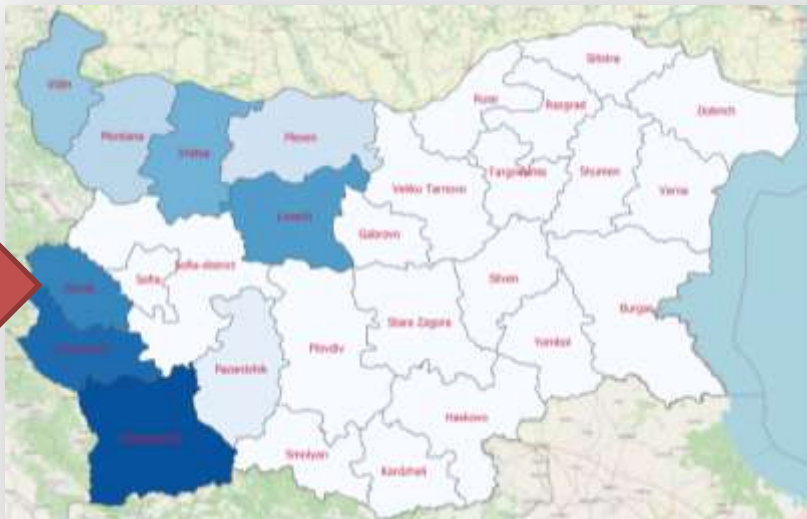 Silistra
Vidin
Ruse
Razgrad
Dobrich
Montana
Vratsa
Pleven
Shumen
Varna
Veliko Tarnovo
Lovech
Gabrovo
Sofia
Sofia-district
Sliven
Burgas
Stara Zagora
Yambol
Plovdiv
Pazardzhik
Haskovo
Smolyan
Kardzhali